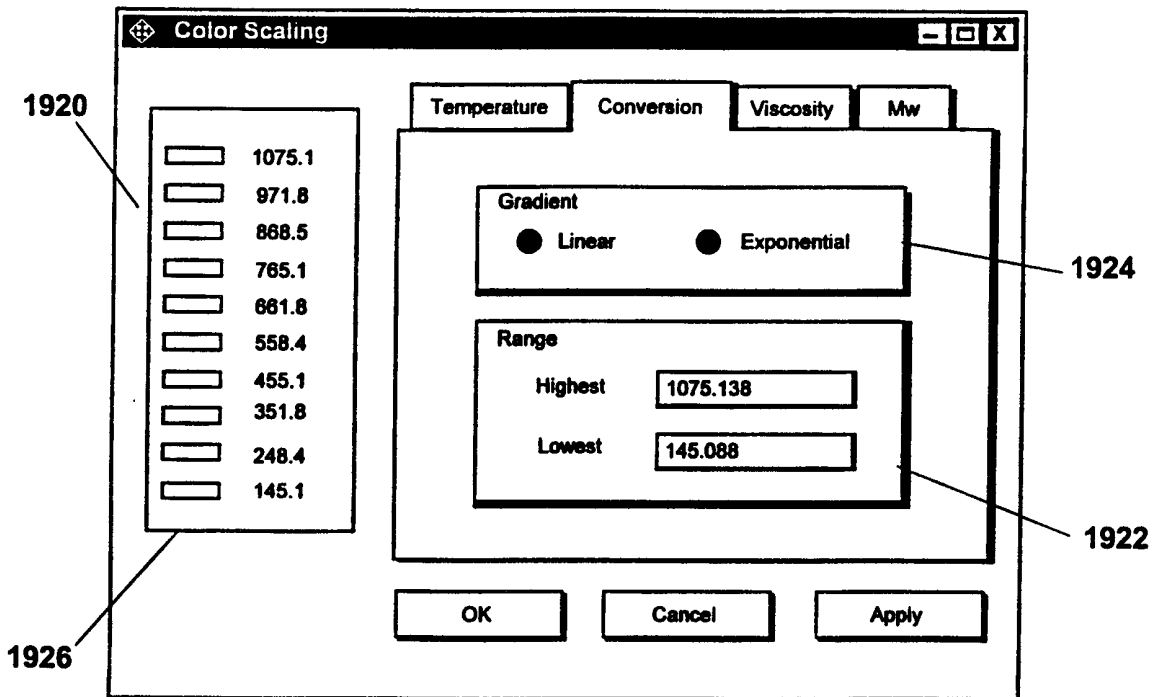 Color Scaling
1920
1075.1
971.8
868.5
765.1
661.8
558.4
455.1
351.8
248.4
145.1
1926
Temperature Conversion Viscosity Mw
Gradient
Linear Exponential
1924
Range
Highest 1075.138
Lowest 145.088
1922
OK Cancel Apply